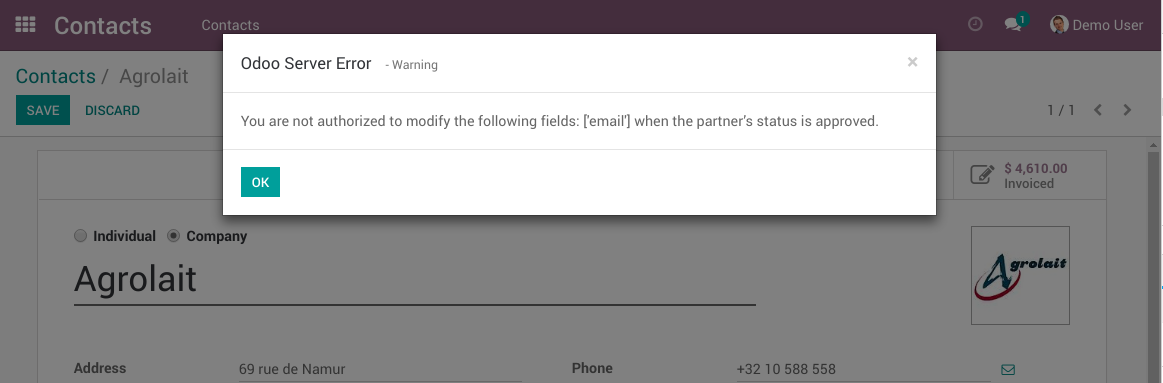 Contacts Contacts 1 Demo User
Odoo Server Error - Warning ×
Contacts / Agrolait
SAVE DISCARD 1 / 1
You are not authorized to modify the following fields: ['email'] when the partner’s status is approved.
OK
$ 4,610.00
Invoiced
Individual Company
Agrolait
Agrolait
Address 69 rue de Namur Phone +32 10 588 558